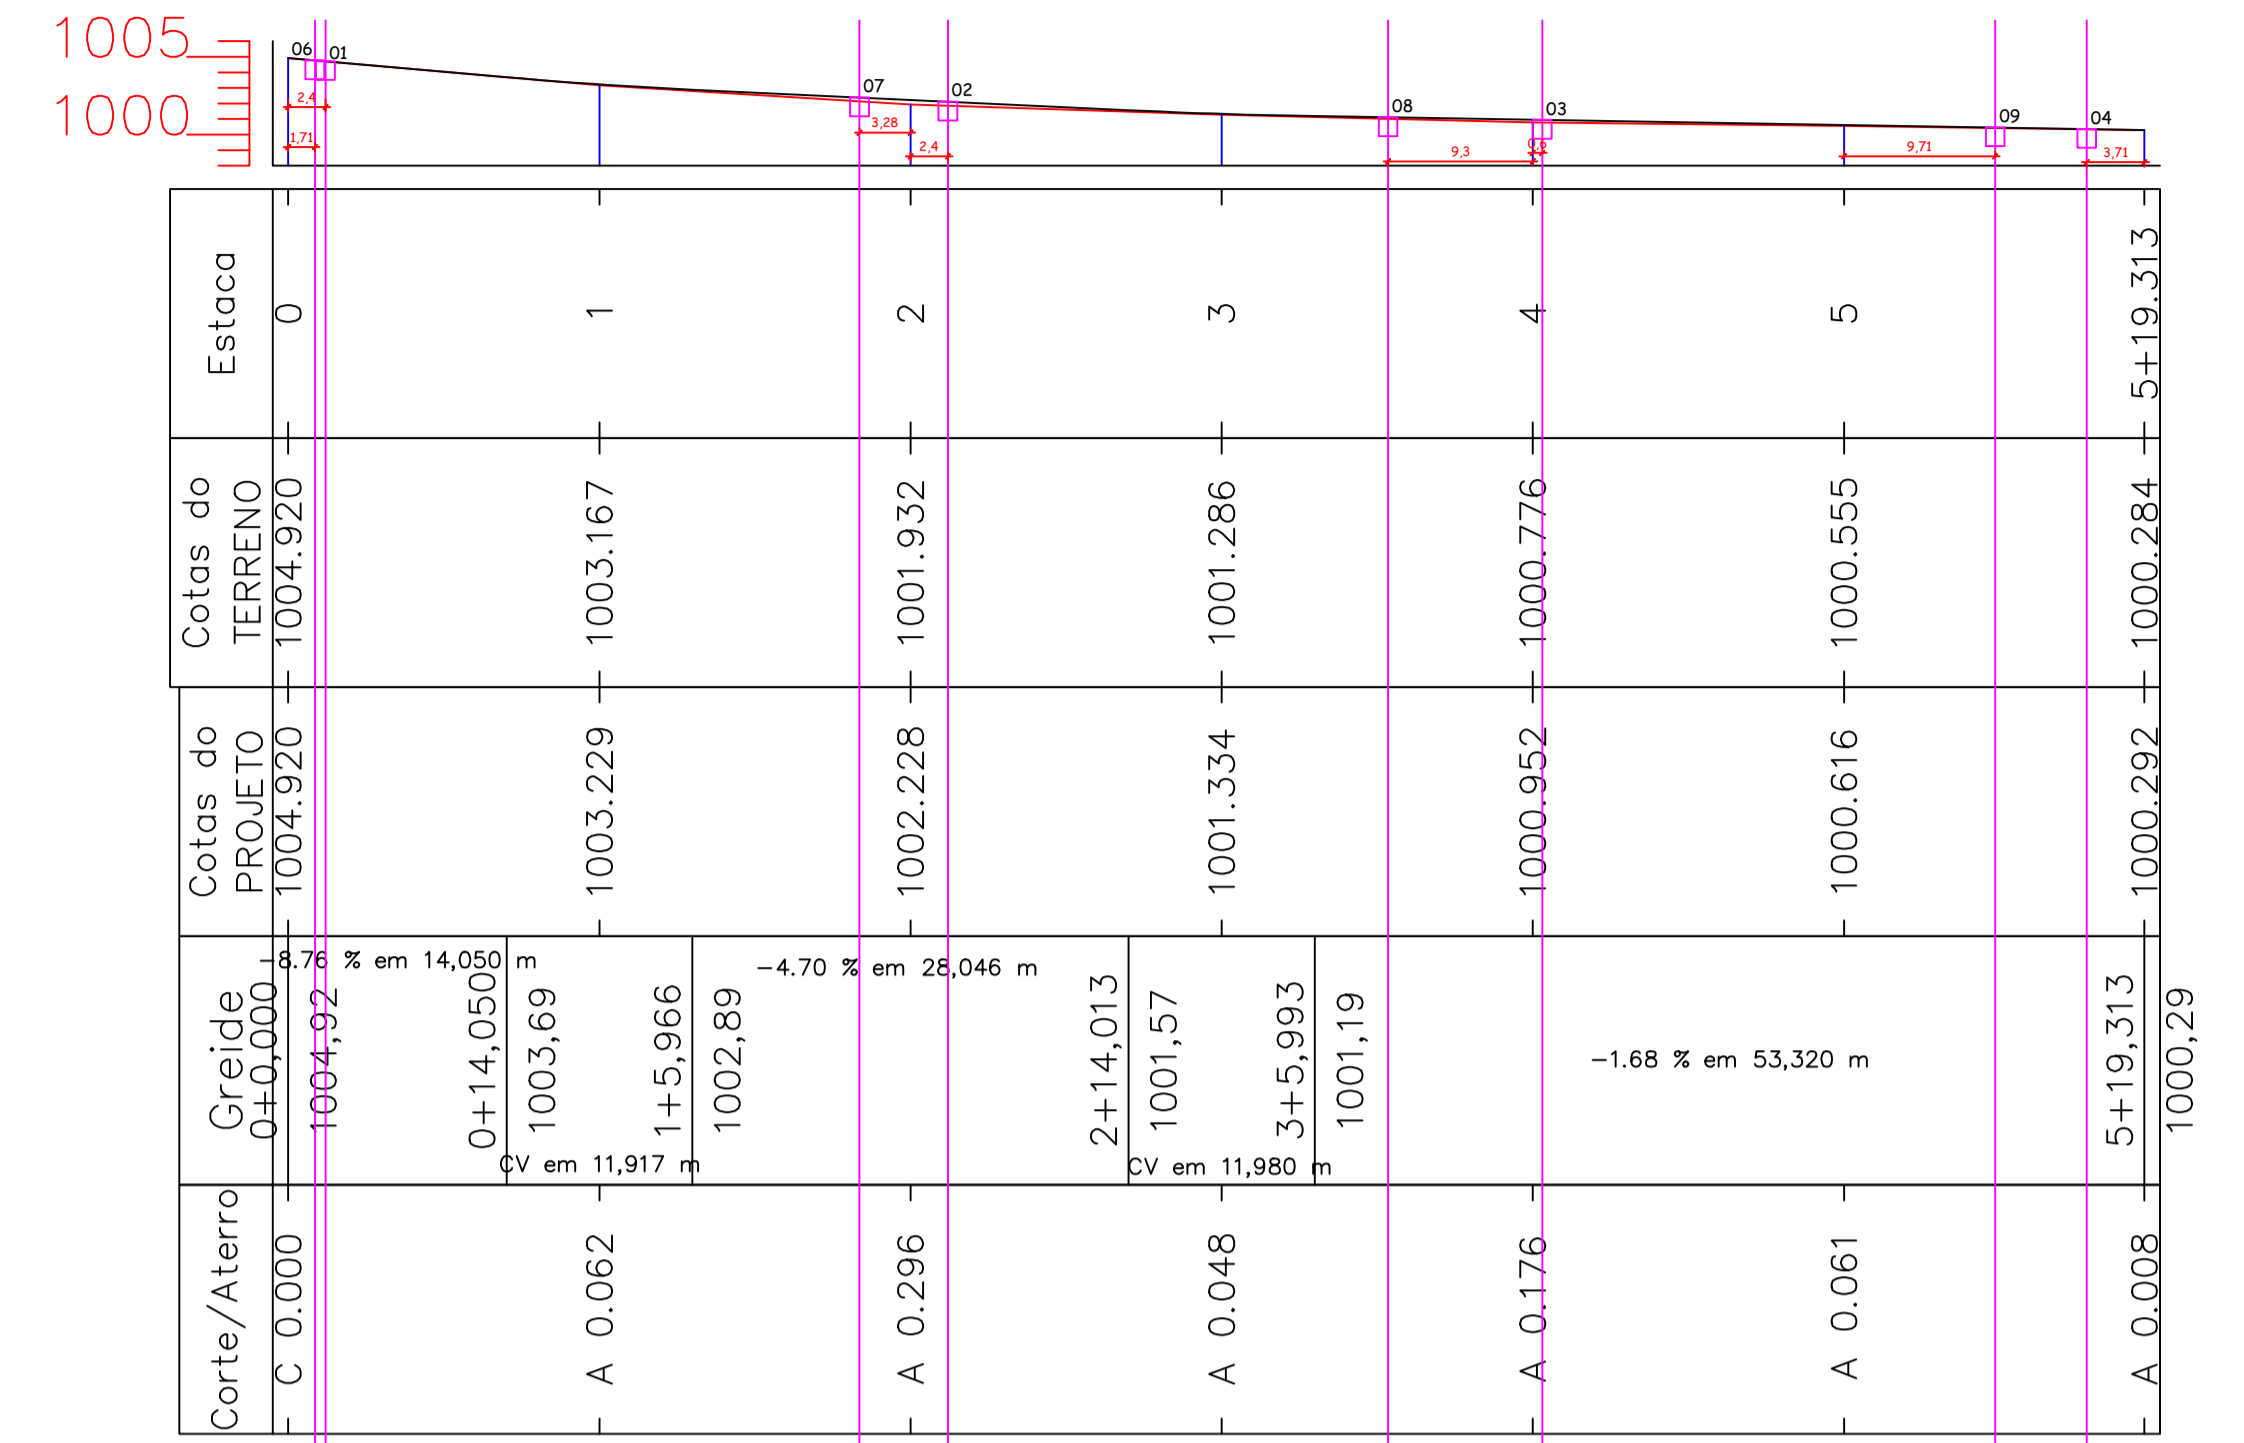 1005
1000
06
01
07
02
08
03
09
04
2,4
1,71
3,28
2,4
9,3
0,6
9,71
3,71
Estaca
0
1
2
3
4
5
5+19.313
Cotas do
TERRENO
1004.920
1003.167
1001.932
1001.286
1000.776
1000.555
1000.284
Cotas do
PROJETO
1004.920
1003.229
1002.228
1001.334
1000.952
1000.616
1000.292
Greide
0+0,000
1004,92
-8.76 % em 14,050 m
0+14,050
1003,69
CV em 11,917 m
1+5,966
1002,89
-4.70 % em 28,046 m
2+14,013
1001,57
CV em 11,980 m
3+5,993
1001,19
-1.68 % em 53,320 m
5+19,313
1000,29
Corte/Aterro
C 0.000
A 0.062
A 0.296
A 0.048
A 0.176
A 0.061
A 0.008